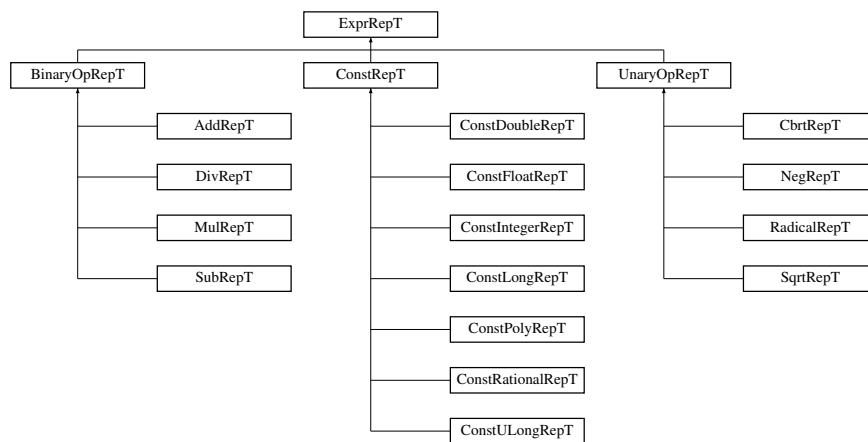 ExprRepT
BinaryOpRepT
ConstRepT
UnaryOpRepT
AddRepT
DivRepT
MulRepT
SubRepT
ConstDoubleRepT
ConstFloatRepT
ConstIntegerRepT
ConstLongRepT
ConstPolyRepT
ConstRationalRepT
ConstULongRepT
CbrtRepT
NegRepT
RadicalRepT
SqrtRepT